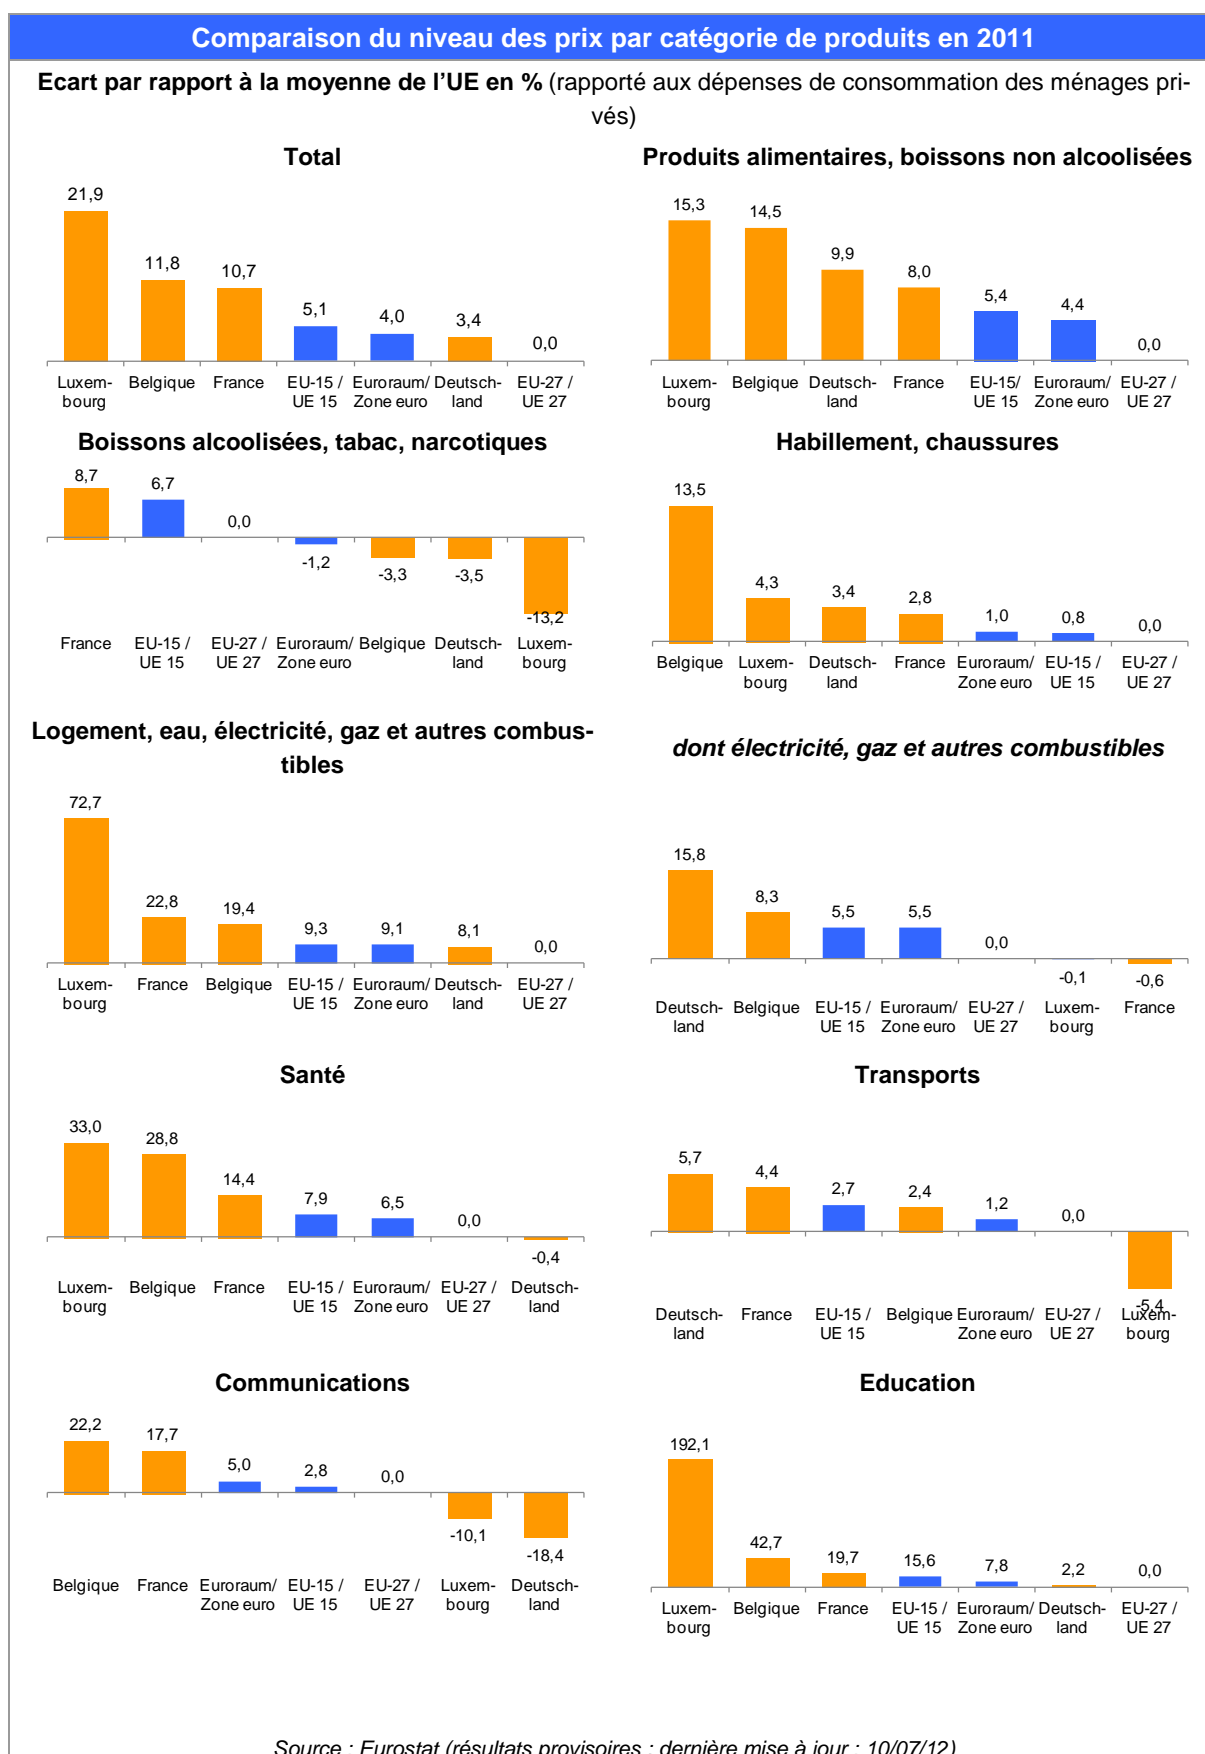 Comparaison du niveau des prix par catégorie de produits en 2011
Ecart par rapport à la moyenne de l'UE en % (rapporté aux dépenses de consommation des ménages pri-
vés)
Total
21,9
11,8
10,7
5,1
4,0
3,4
0,0
Luxem-
bourg
Belgique
France
EU-15 /
UE 15
Euroraum/
Zone euro
Deutsch-
land
EU-27 /
UE 27
Produits alimentaires, boissons non alcoolisées
15,3
14,5
9,9
8,0
5,4
4,4
0,0
Luxem-
bourg
Belgique
Deutsch-
land
France
EU-15/
UE 15
Euroraum/
Zone euro
EU-27 /
UE 27
Boissons alcoolisées, tabac, narcotiques
8,7
6,7
0,0
-1,2
-3,3
-3,5
-13,2
France
EU-15 /
UE 15
EU-27 /
UE 27
Euroraum/
Zone euro
Belgique
Deutsch-
land
Luxem-
bourg
Habillement, chaussures
13,5
4,3
3,4
2,8
1,0
0,8
0,0
Belgique
Luxem-
bourg
Deutsch-
land
France
Euroraum/
Zone euro
EU-15 /
UE 15
EU-27 /
UE 27
Logement, eau, électricité, gaz et autres combus-
tibles
72,7
22,8
19,4
9,3
9,1
8,1
0,0
Luxem-
bourg
France
Belgique
EU-15 /
UE 15
Euroraum/
Zone euro
Deutsch-
land
EU-27 /
UE 27
dont électricité, gaz et autres combustibles
15,8
8,3
5,5
5,5
0,0
-0,1
-0,6
Deutsch-
land
Belgique
EU-15 /
UE 15
Euroraum/
Zone euro
EU-27 /
UE 27
Luxem-
bourg
France
Santé
33,0
28,8
14,4
7,9
6,5
0,0
-0,4
Luxem-
bourg
Belgique
France
EU-15 /
UE 15
Euroraum/
Zone euro
EU-27 /
UE 27
Deutsch-
land
Transports
5,7
4,4
2,7
2,4
1,2
0,0
-5,4
Deutsch-
land
France
EU-15 /
UE 15
Belgique
Euroraum/
Zone euro
EU-27 /
UE 27
Luxem-
bourg
Communications
22,2
17,7
5,0
2,8
0,0
-10,1
-18,4
Belgique
France
Euroraum/
Zone euro
EU-15 /
UE 15
EU-27 /
UE 27
Luxem-
bourg
Deutsch-
land
Education
192,1
42,7
19,7
15,6
7,8
2,2
0,0
Luxem-
bourg
Belgique
France
EU-15 /
UE 15
Euroraum/
Zone euro
Deutsch-
land
EU-27 /
UE 27
Source : Eurostat (résultats provisoires ; dernière mise à jour : 10/07/12)